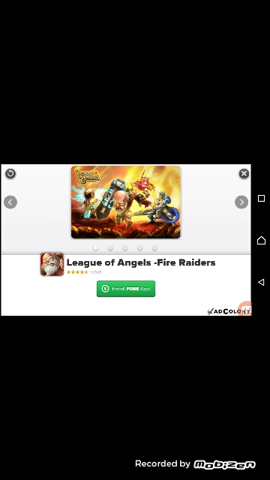 League of Angels -Fire Raiders
Install FREE App!
ADCOLONY
Recorded by MOBIZEN